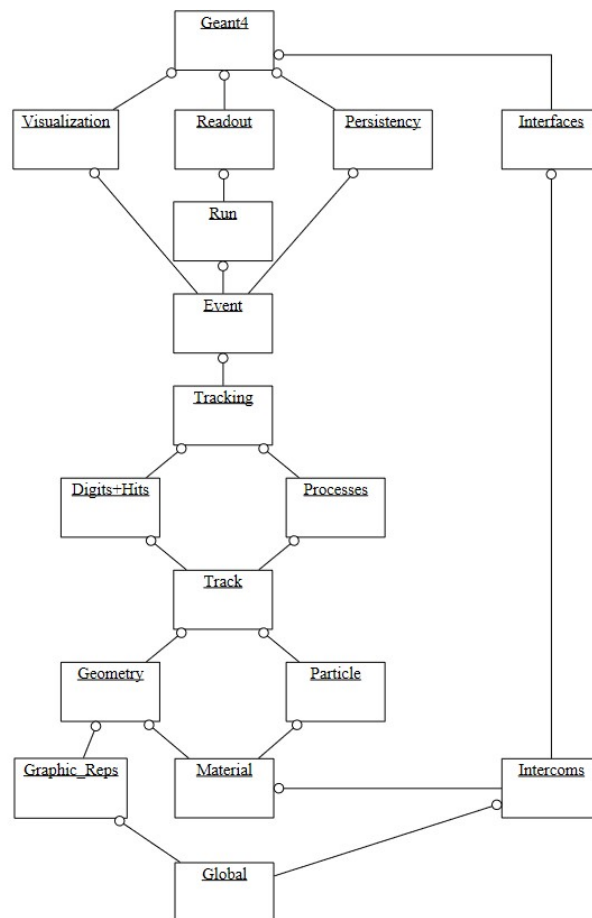 Geant4
Visualization
Readout
Persistency
Interfaces
Run
Event
Tracking
Digits+Hits
Processes
Track
Geometry
Particle
Graphic_Reps
Material
Intercoms
Global